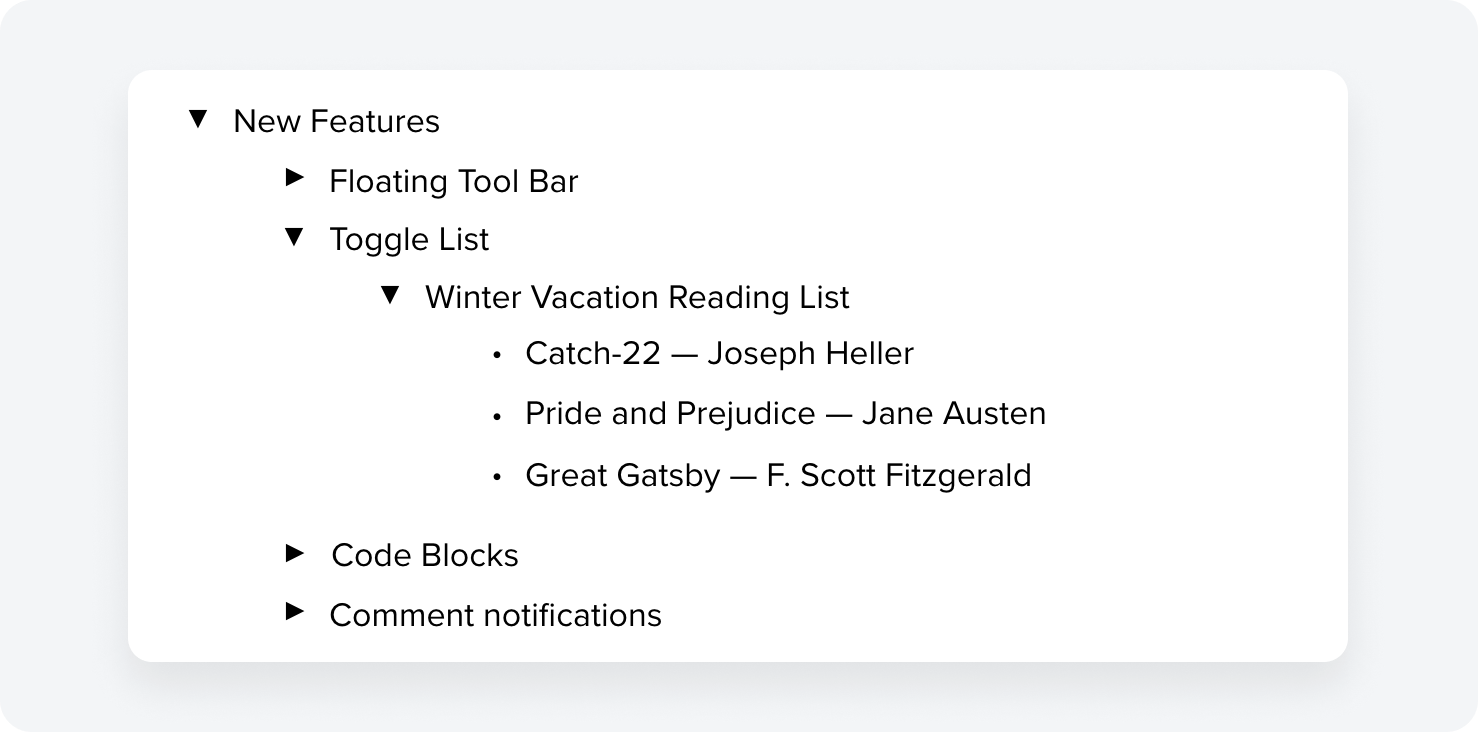 New Features
Floating Tool Bar
Toggle List
Winter Vacation Reading List
• Catch-22 — Joseph Heller
• Pride and Prejudice — Jane Austen
• Great Gatsby — F. Scott Fitzgerald
Code Blocks
Comment notifications